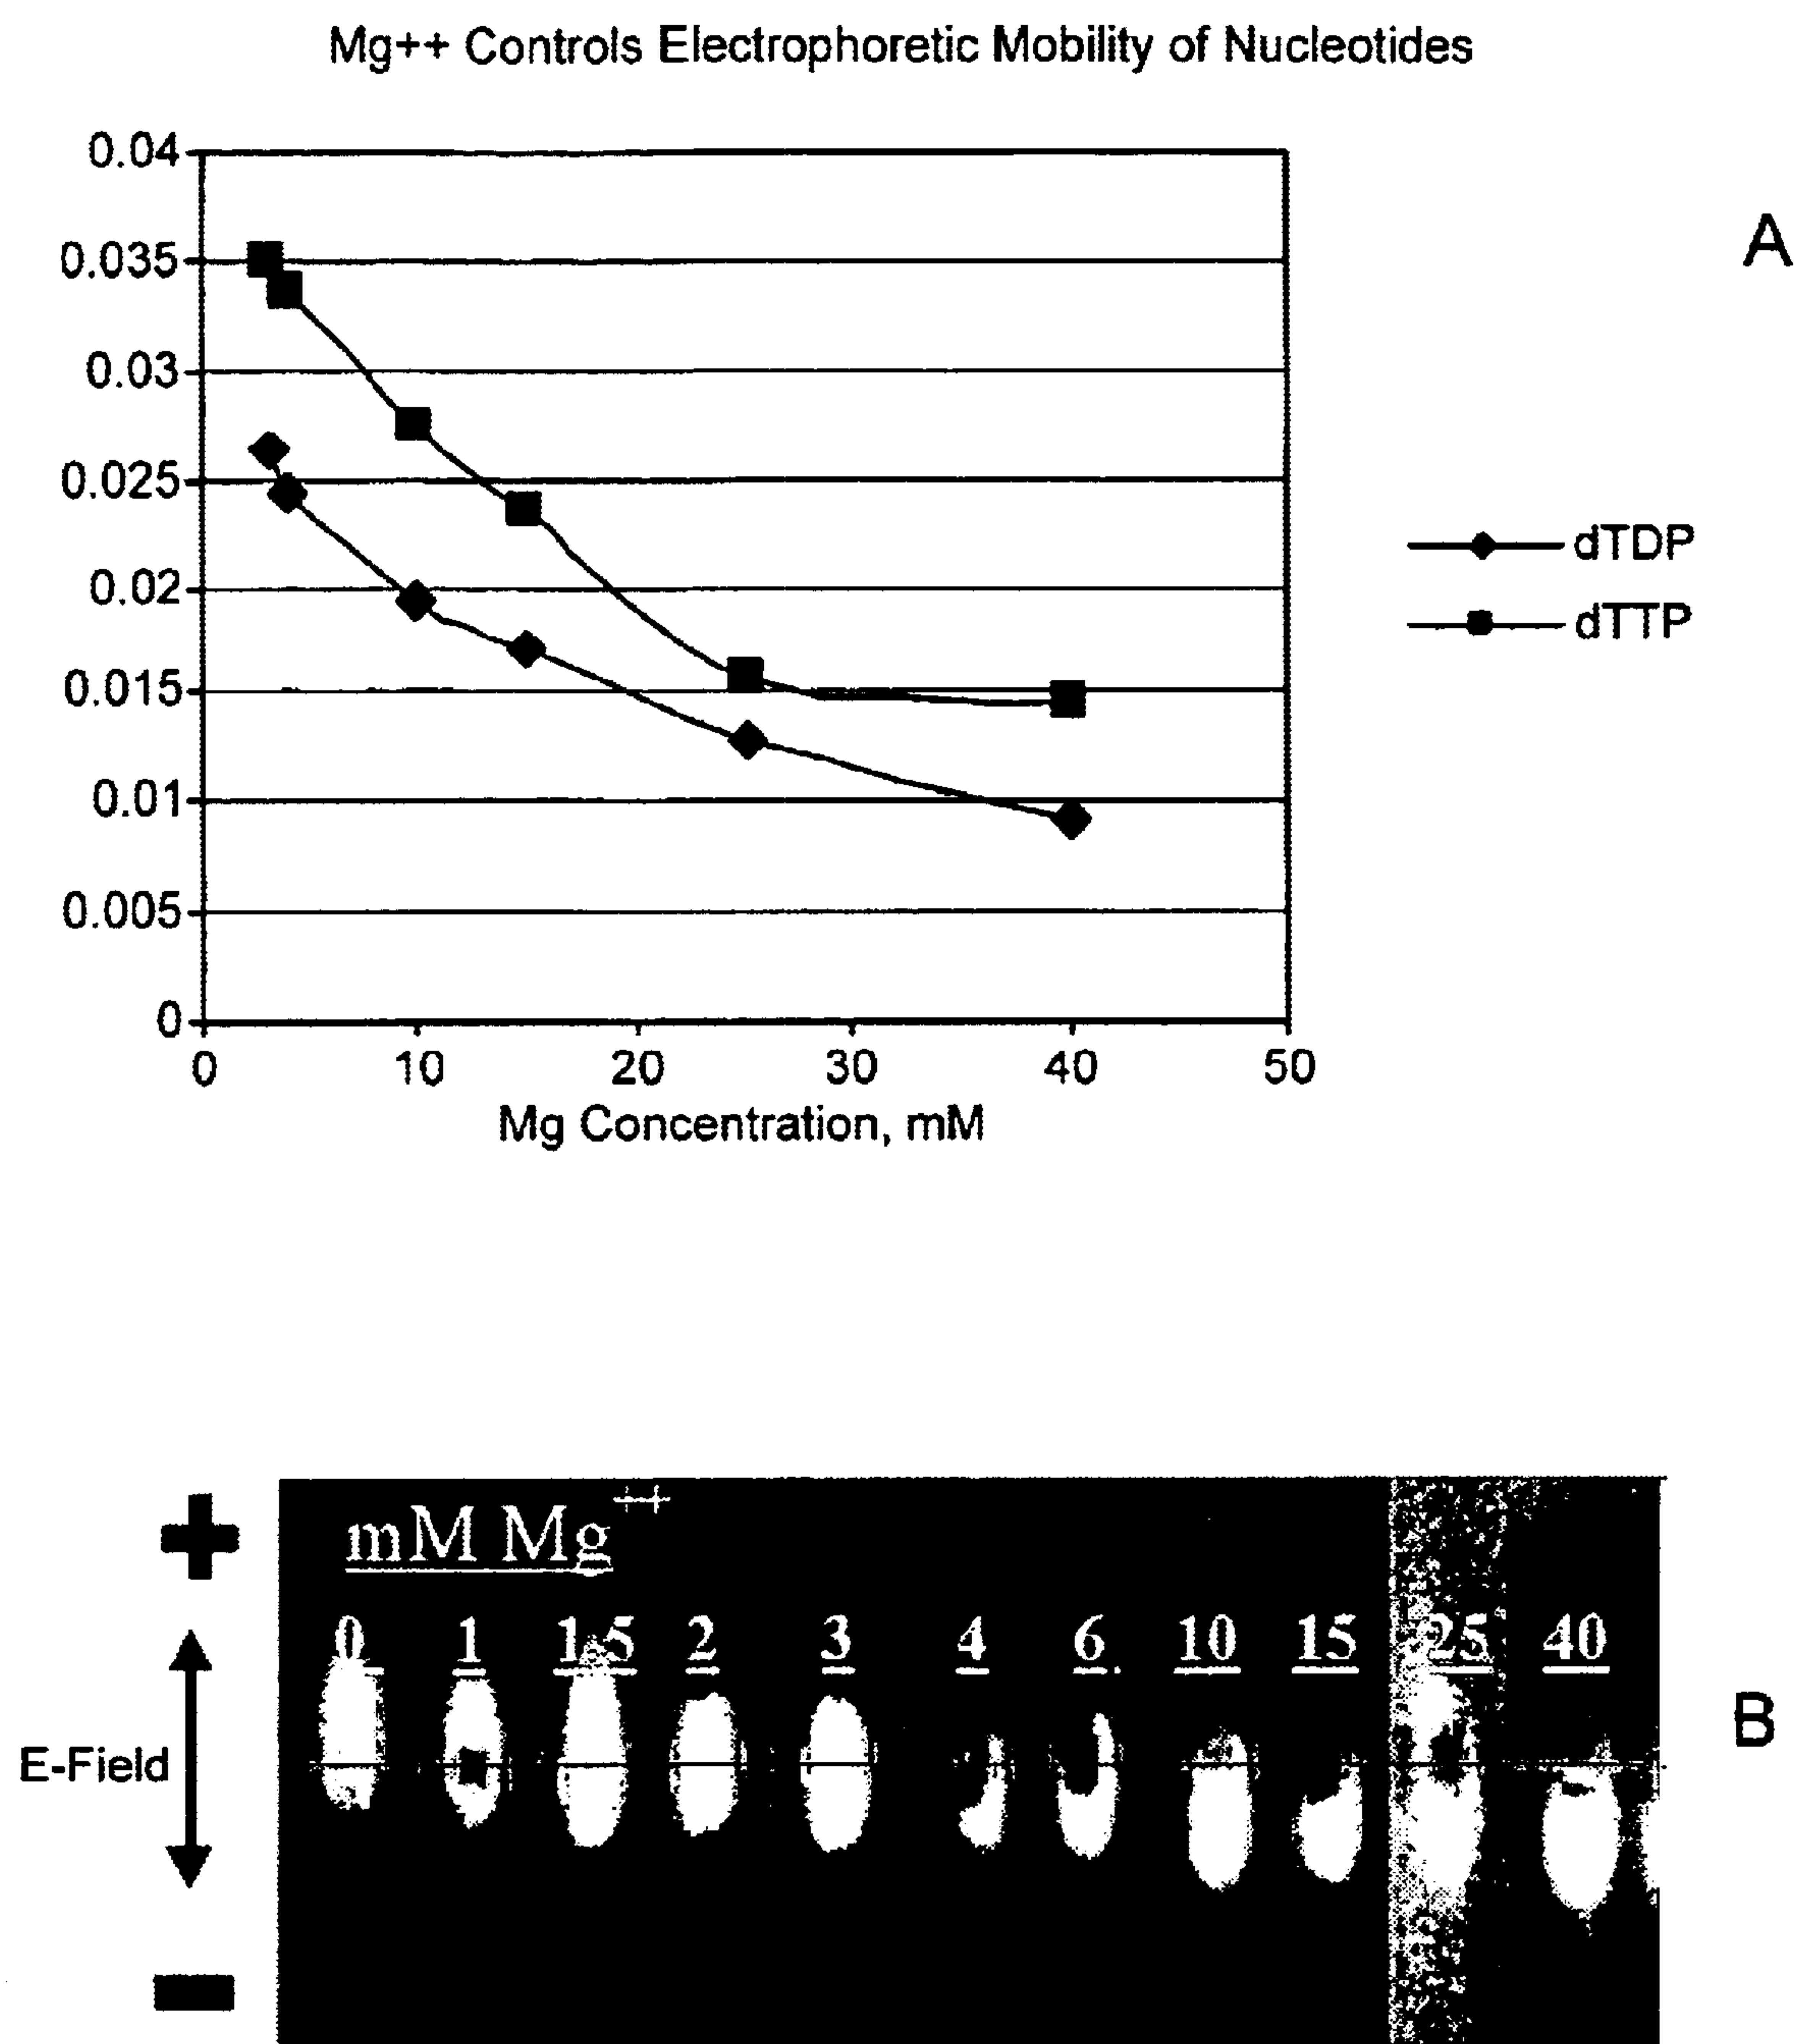 Mg++ Controls Electrophoretic Mobility of Nucleotides
0.04
0.035
0.03
0.025
0.02
0.015
0.01
0.005
0
0 10 20 30 40 50
Mg Concentration, mM
dTDP
dTTP
A
+
mM Mg++
0 1 1.5 2 3 4 6 10 15 25 40
E-Field
B
-